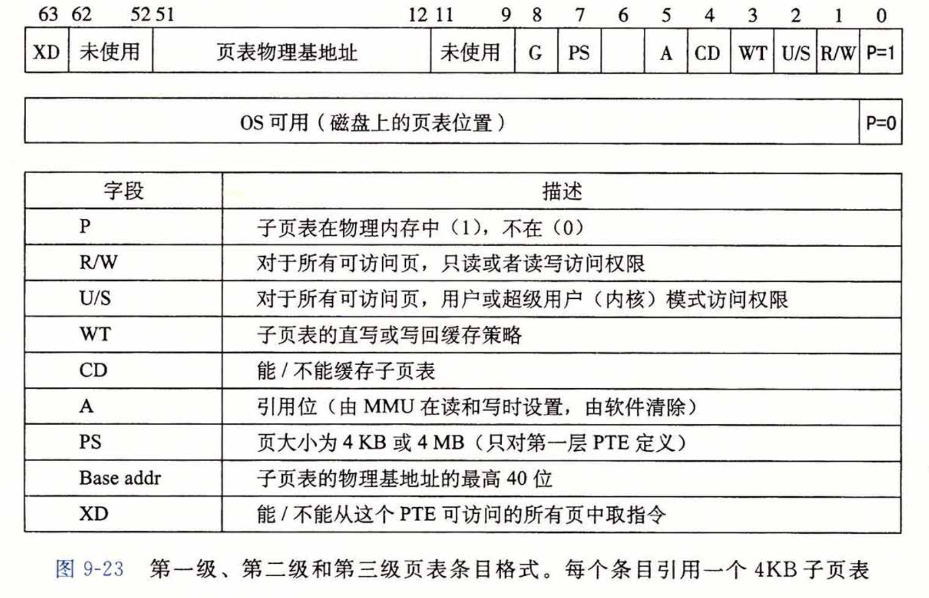 63 62 52 51 12 11 9 8 7 6 5 4 3 2 1 0
XD 未使用 页表物理基地址 未使用 G PS A CD WT U/S R/W P=1
OS 可用（磁盘上的页表位置） P=0
字段 描述
P 子页表在物理内存中（1），不在（0）
R/W 对于所有可访问页，只读或者读写访问权限
U/S 对于所有可访问页，用户或超级用户（内核）模式访问权限
WT 子页表的直写或写回缓存策略
CD 能 / 不能缓存子页表
A 引用位（由 MMU 在读和写时设置，由软件清除）
PS 页大小为 4 KB 或 4 MB（只对第一层 PTE 定义）
Base addr 子页表的物理基地址的最高 40 位
XD 能 / 不能从这个 PTE 可访问的所有页中取指令
图 9-23 第一级、第二级和第三级页表条目格式。每个条目引用一个 4KB 子页表